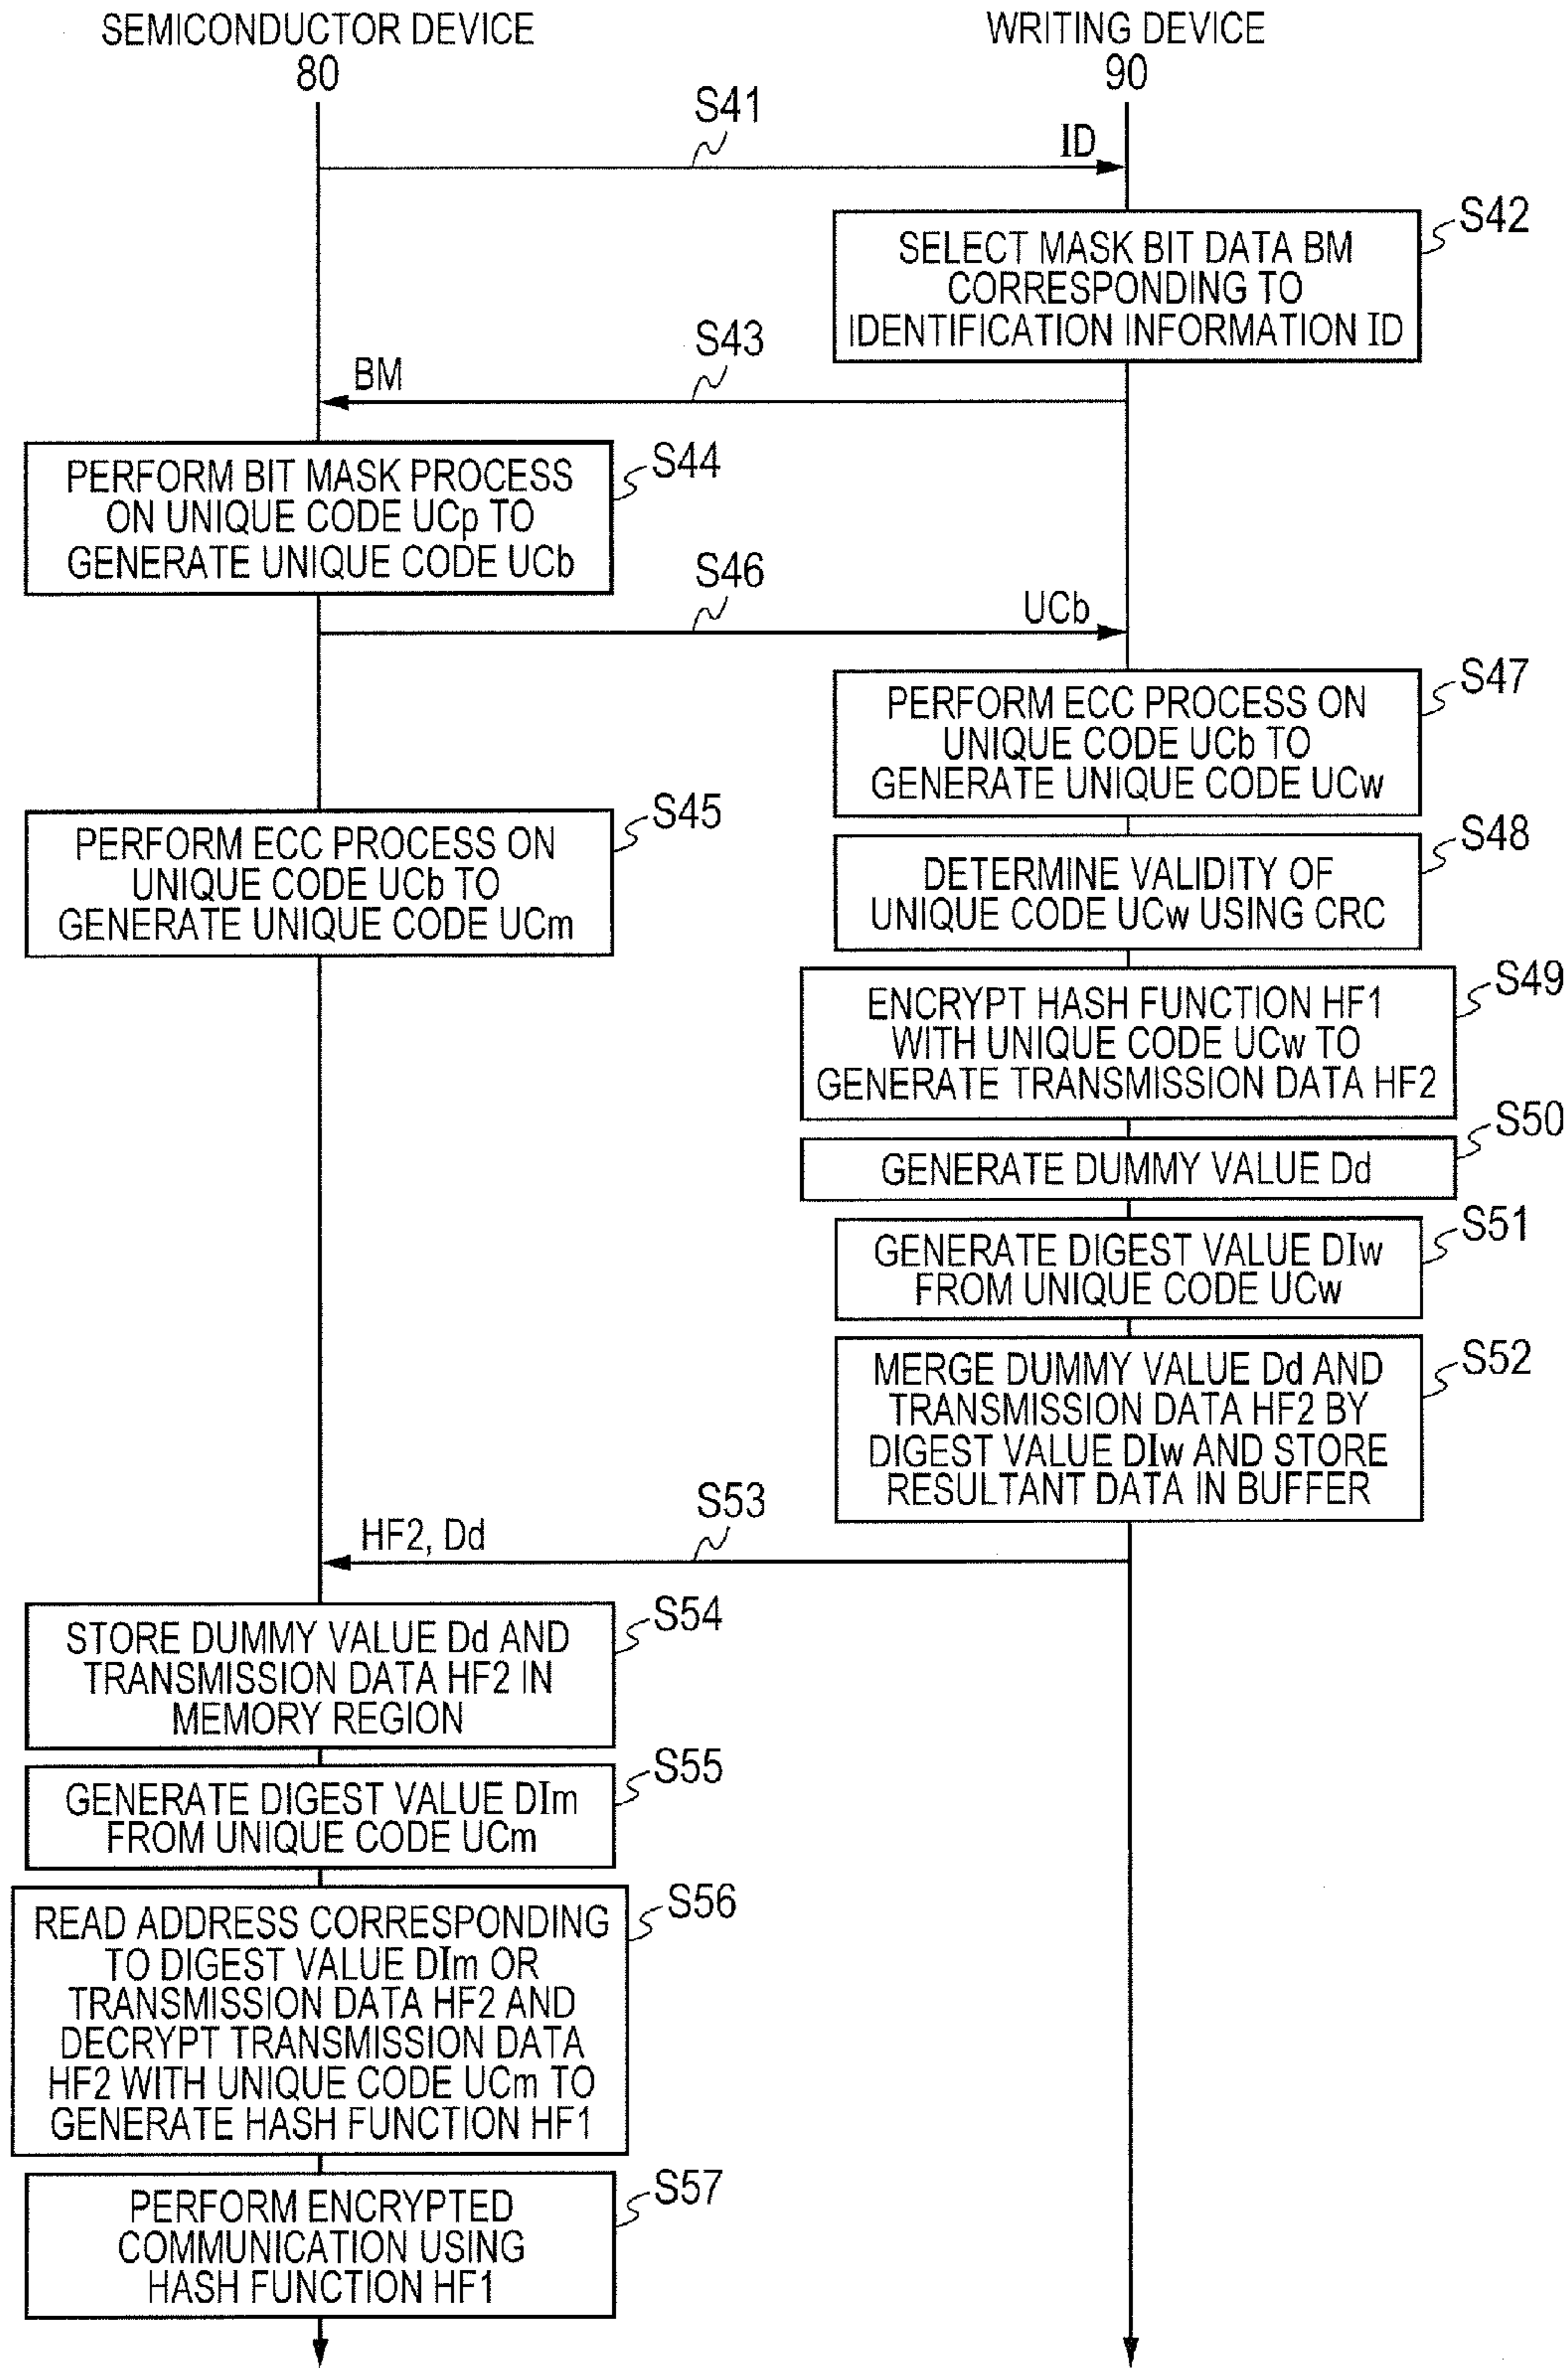 SEMICONDUCTOR DEVICE
80
WRITING DEVICE
90
S41
ID
S42
SELECT MASK BIT DATA BM
CORRESPONDING TO
IDENTIFICATION INFORMATION ID
S43
BM
S44
PERFORM BIT MASK PROCESS
ON UNIQUE CODE UCp TO
GENERATE UNIQUE CODE UCb
S46
UCb
S47
PERFORM ECC PROCESS ON
UNIQUE CODE UCb TO
GENERATE UNIQUE CODE UCw
S45
PERFORM ECC PROCESS ON
UNIQUE CODE UCb TO
GENERATE UNIQUE CODE UCm
S48
DETERMINE VALIDITY OF
UNIQUE CODE UCw USING CRC
S49
ENCRYPT HASH FUNCTION HF1
WITH UNIQUE CODE UCw TO
GENERATE TRANSMISSION DATA HF2
S50
GENERATE DUMMY VALUE Dd
S51
GENERATE DIGEST VALUE DIw
FROM UNIQUE CODE UCw
S52
MERGE DUMMY VALUE Dd AND
TRANSMISSION DATA HF2 BY
DIGEST VALUE DIw AND STORE
RESULTANT DATA IN BUFFER
S53
HF2, Dd
S54
STORE DUMMY VALUE Dd AND
TRANSMISSION DATA HF2 IN
MEMORY REGION
S55
GENERATE DIGEST VALUE DIm
FROM UNIQUE CODE UCm
S56
READ ADDRESS CORRESPONDING
TO DIGEST VALUE DIm OR
TRANSMISSION DATA HF2 AND
DECRYPT TRANSMISSION DATA
HF2 WITH UNIQUE CODE UCm TO
GENERATE HASH FUNCTION HF1
S57
PERFORM ENCRYPTED
COMMUNICATION USING
HASH FUNCTION HF1